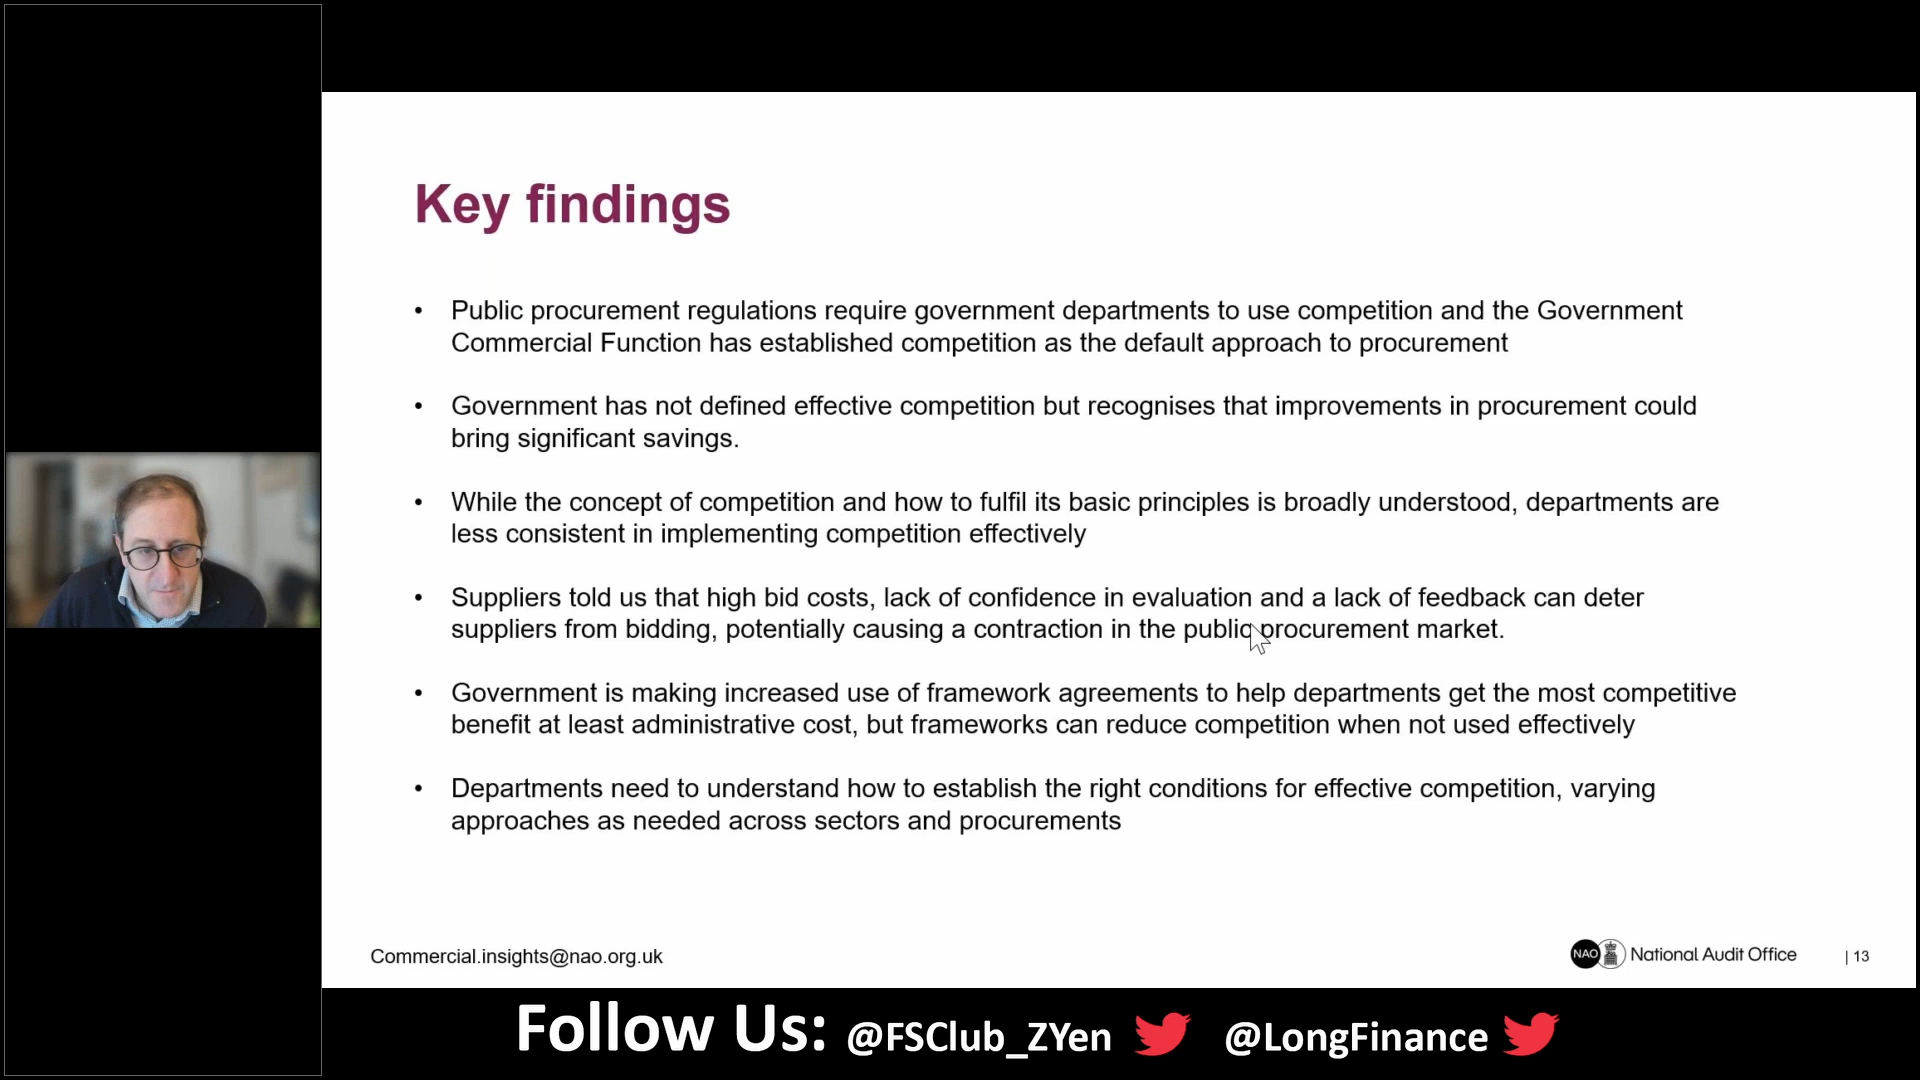 Key findings
• Public procurement regulations require government departments to use competition and the Government
Commercial Function has established competition as the default approach to procurement
• Government has not defined effective competition but recognises that improvements in procurement could
bring significant savings.
• While the concept of competition and how to fulfil its basic principles is broadly understood, departments are
less consistent in implementing competition effectively
• Suppliers told us that high bid costs, lack of confidence in evaluation and a lack of feedback can deter
suppliers from bidding, potentially causing a contraction in the public procurement market.
• Government is making increased use of framework agreements to help departments get the most competitive
benefit at least administrative cost, but frameworks can reduce competition when not used effectively
• Departments need to understand how to establish the right conditions for effective competition, varying
approaches as needed across sectors and procurements
Commercial.insights@nao.org.uk
NAO National Audit Office
| 13
Follow Us: @FSClub_ZYen @LongFinance